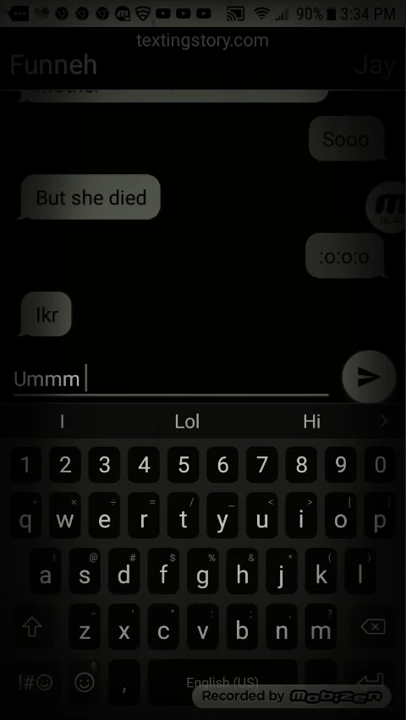 90% 3:34 PM
textingstory.com
Funneh Jay
Sooo
But she died
:o:o:o
Ikr
Ummm
I Lol Hi >
1 2 3 4 5 6 7 8 9 0
q w e r t y u i o p
a s d f g h j k l
z x c v b n m
!#☺ , English (US)
Recorded by mobizen